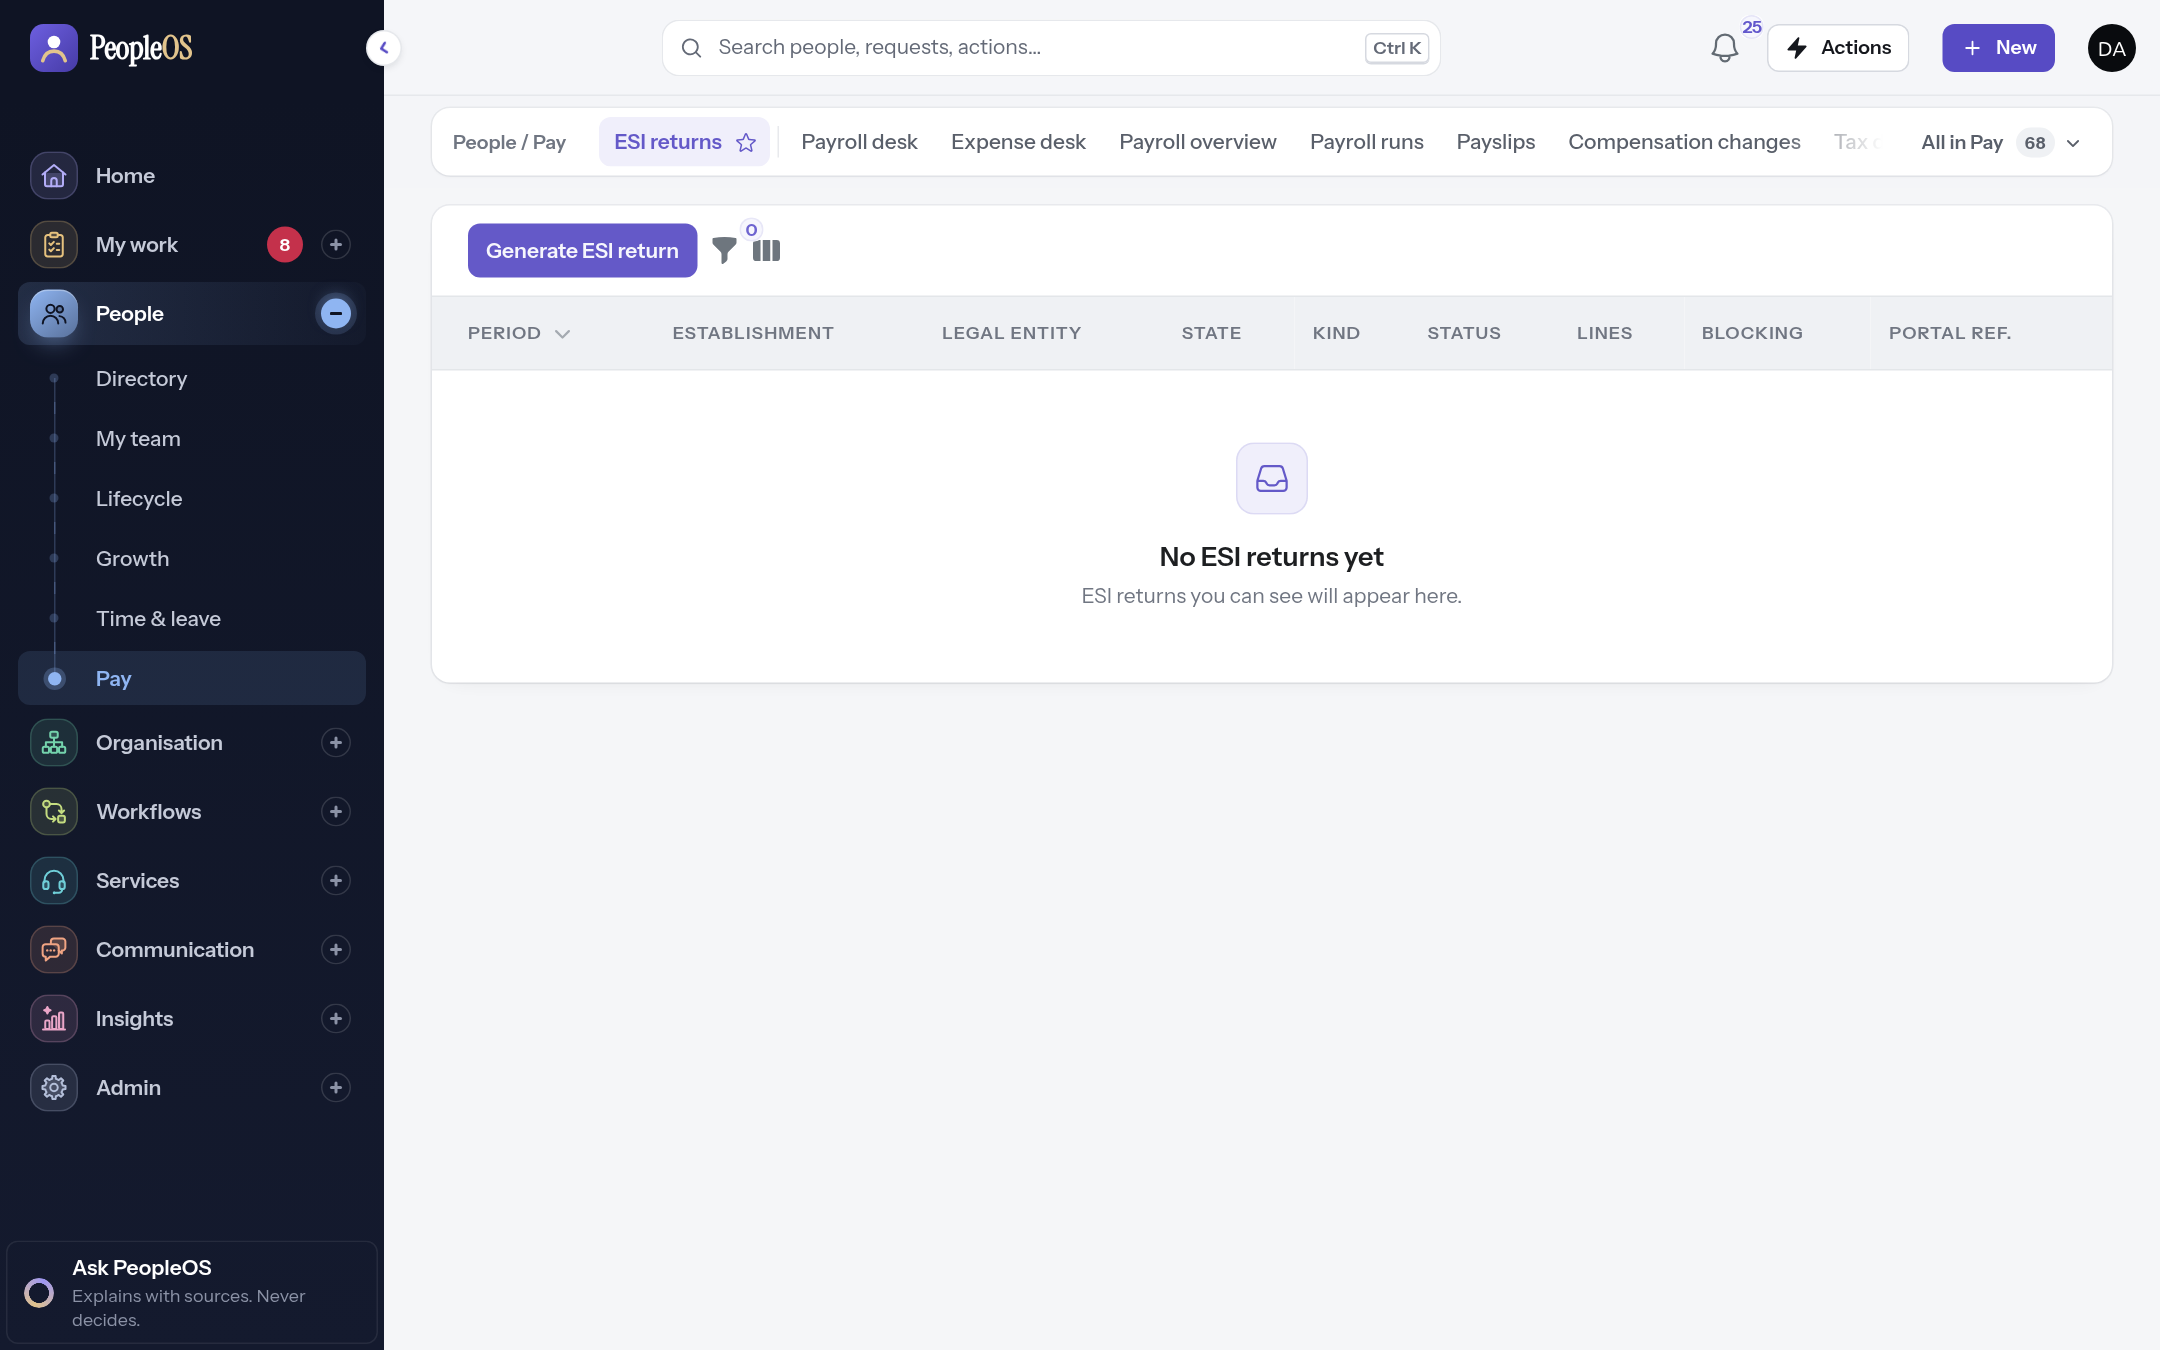 PeopleOS
Search people, requests, actions...
Ctrl K
25
Actions
New
DA
Home
My work
8
People
Directory
My team
Lifecycle
Growth
Time & leave
Pay
Organisation
Workflows
Services
Communication
Insights
Admin
Ask PeopleOS
Explains with sources. Never
decides.
People / Pay
ESI returns
Payroll desk
Expense desk
Payroll overview
Payroll runs
Payslips
Compensation changes
Tax
All in Pay
68
Generate ESI return
0
PERIOD
ESTABLISHMENT
LEGAL ENTITY
STATE
KIND
STATUS
LINES
BLOCKING
PORTAL REF.
No ESI returns yet
ESI returns you can see will appear here.